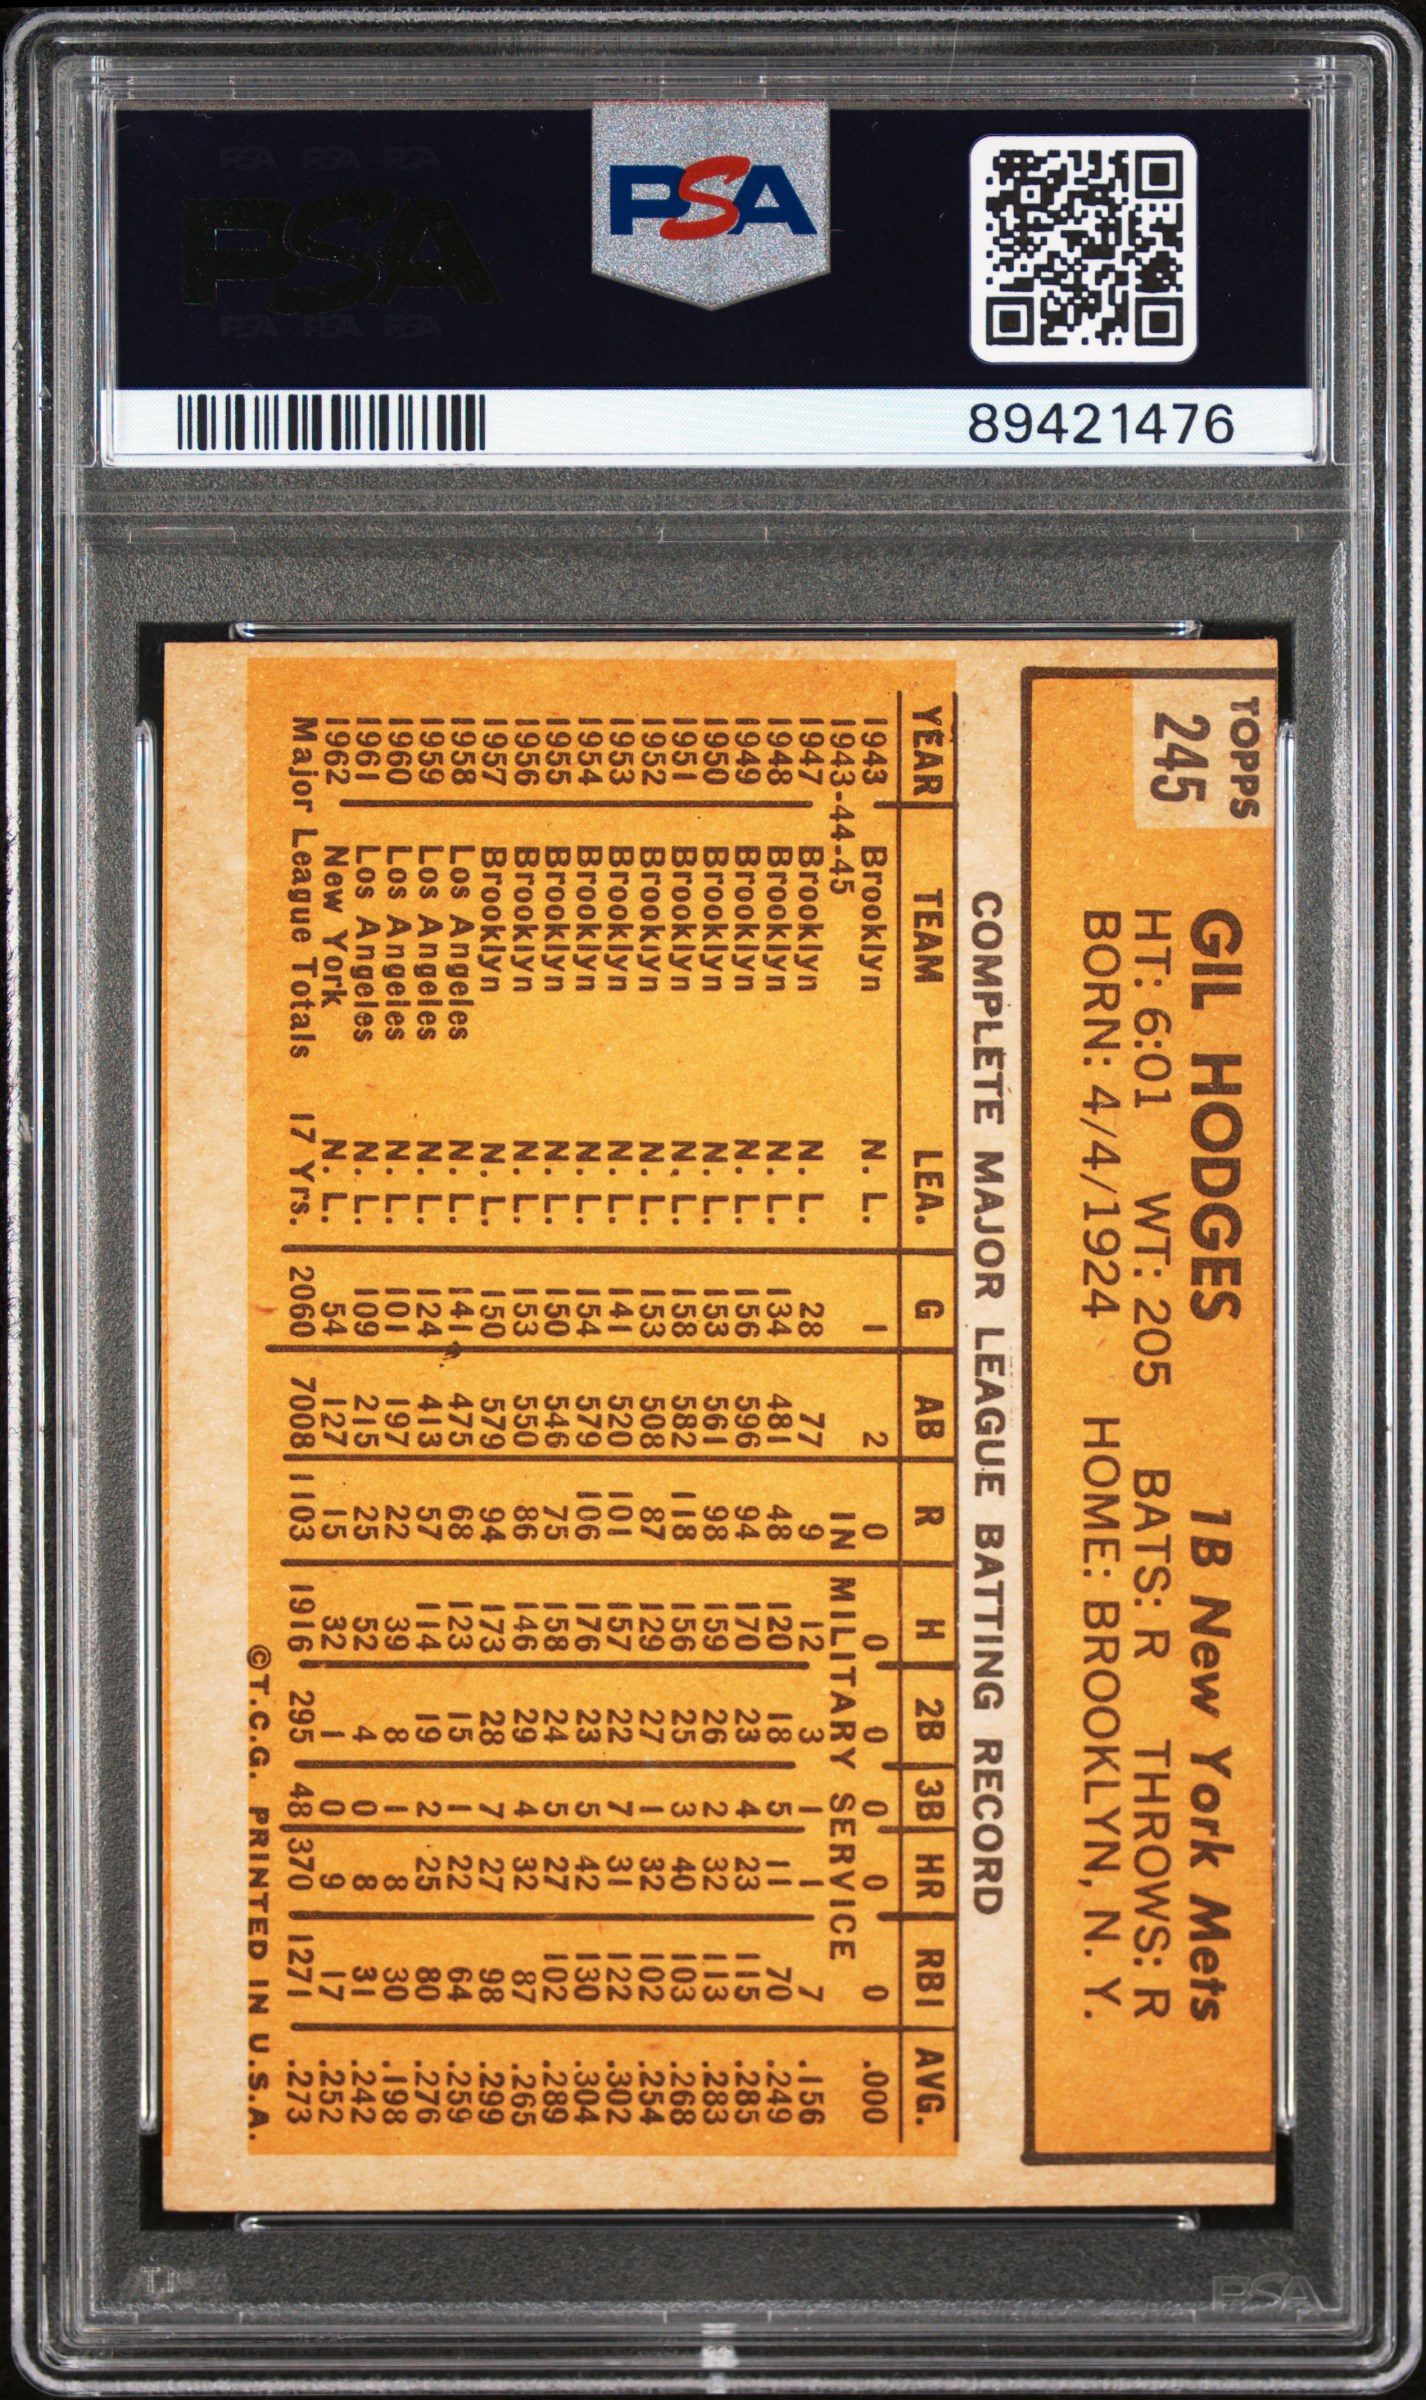 PSA PSA PSA
PSA
PSA PSA PSA
PSA
89421476
TOPPS
245
GIL HODGES 1B New York Mets
HT: 6:01 WT: 205 BATS: R THROWS: R
BORN: 4/4/1924 HOME: BROOKLYN, N. Y.
COMPLETE MAJOR LEAGUE BATTING RECORD
YEAR TEAM LEA. G AB R H 2B 3B HR RBI AVG.
1943 Brooklyn N. L. 1 2 0 0 0 0 0 0 .000
1943-44-45 IN MILITARY SERVICE
1947 Brooklyn N. L. 28 77 9 12 3 1 1 7 .156
1948 Brooklyn N. L. 134 481 48 120 18 5 11 70 .249
1949 Brooklyn N. L. 156 596 94 170 23 4 23 115 .285
1950 Brooklyn N. L. 153 561 98 159 26 2 32 113 .283
1951 Brooklyn N. L. 158 582 118 156 25 3 40 103 .268
1952 Brooklyn N. L. 153 508 87 129 27 1 32 102 .254
1953 Brooklyn N. L. 141 520 101 157 22 7 31 122 .302
1954 Brooklyn N. L. 154 579 106 176 23 5 42 130 .304
1955 Brooklyn N. L. 150 546 75 158 24 5 27 102 .289
1956 Brooklyn N. L. 153 550 86 146 29 4 32 87 .265
1957 Brooklyn N. L. 150 579 94 173 28 7 27 98 .299
1958 Los Angeles N. L. 141 475 68 123 15 1 22 64 .259
1959 Los Angeles N. L. 124 413 57 114 19 2 25 80 .276
1960 Los Angeles N. L. 101 197 22 39 8 1 8 30 .198
1961 Los Angeles N. L. 109 215 25 52 4 0 8 31 .242
1962 New York N. L. 54 127 15 32 1 0 9 17 .252
Major League Totals 17 Yrs. 2060 7008 1103 1916 295 48 370 1271 .273
©T.C.G. PRINTED IN U.S.A.
PSA